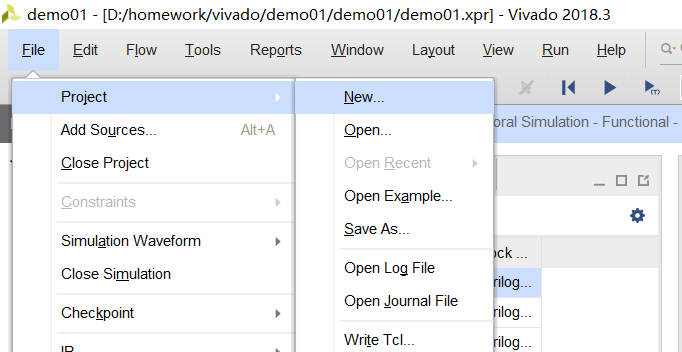 demo01 - [D:/homework/vivado/demo01/demo01/demo01.xpr] - Vivado 2018.3
File Edit Flow Tools Reports Window Layout View Run Help
Project
Add Sources... Alt+A
Close Project
Constraints
Simulation Waveform
Close Simulation
Checkpoint
IP
New...
Open...
Open Recent
Open Example...
Save As...
Open Log File
Open Journal File
Write Tcl...
oral Simulation - Functional -
ock ...
rilog...
rilog...
rilog...